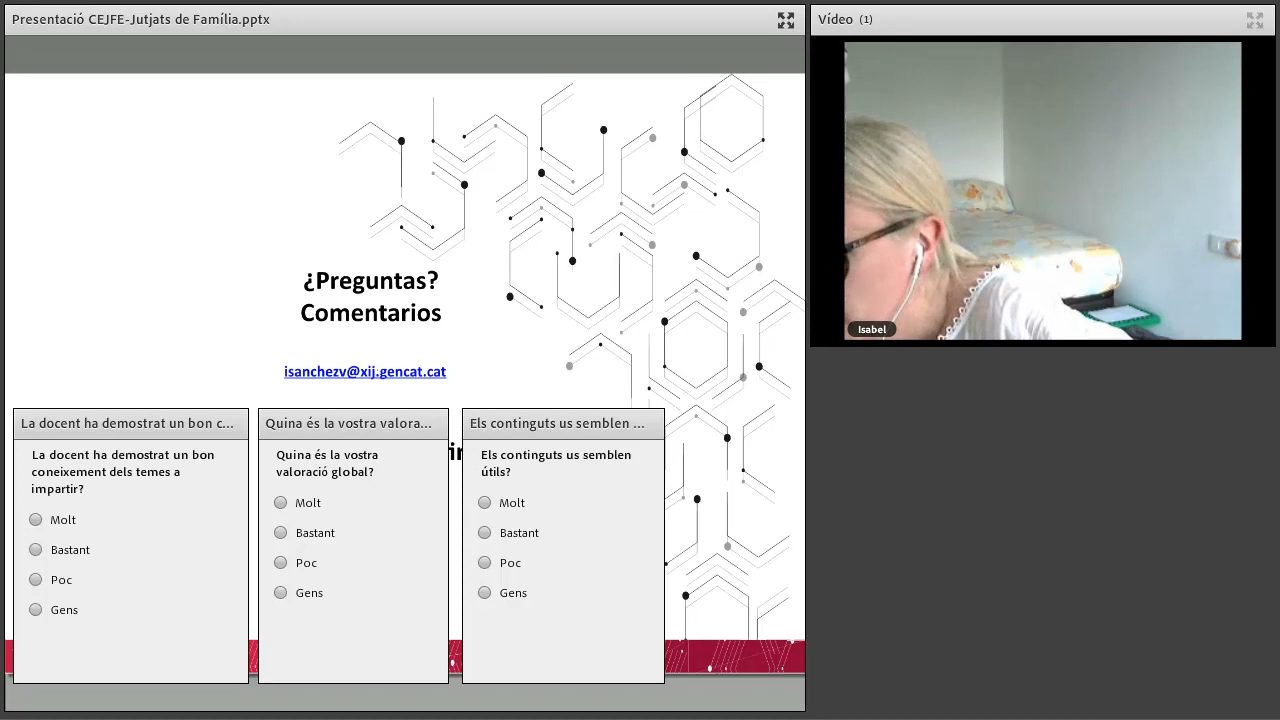 Presentació CEJFE-Jutjats de Família.pptx
Vídeo (1)
¿Preguntas?
Comentarios
isanchezv@xij.gencat.cat
Isabel
La docent ha demostrat un bon c...
La docent ha demostrat un bon
coneixement dels temes a
impartir?
Molt
Bastant
Poc
Gens
Quina és la vostra valora...
Quina és la vostra
valoració global?
Molt
Bastant
Poc
Gens
Els continguts us semblen ...
Els continguts us semblen
útils?
Molt
Bastant
Poc
Gens